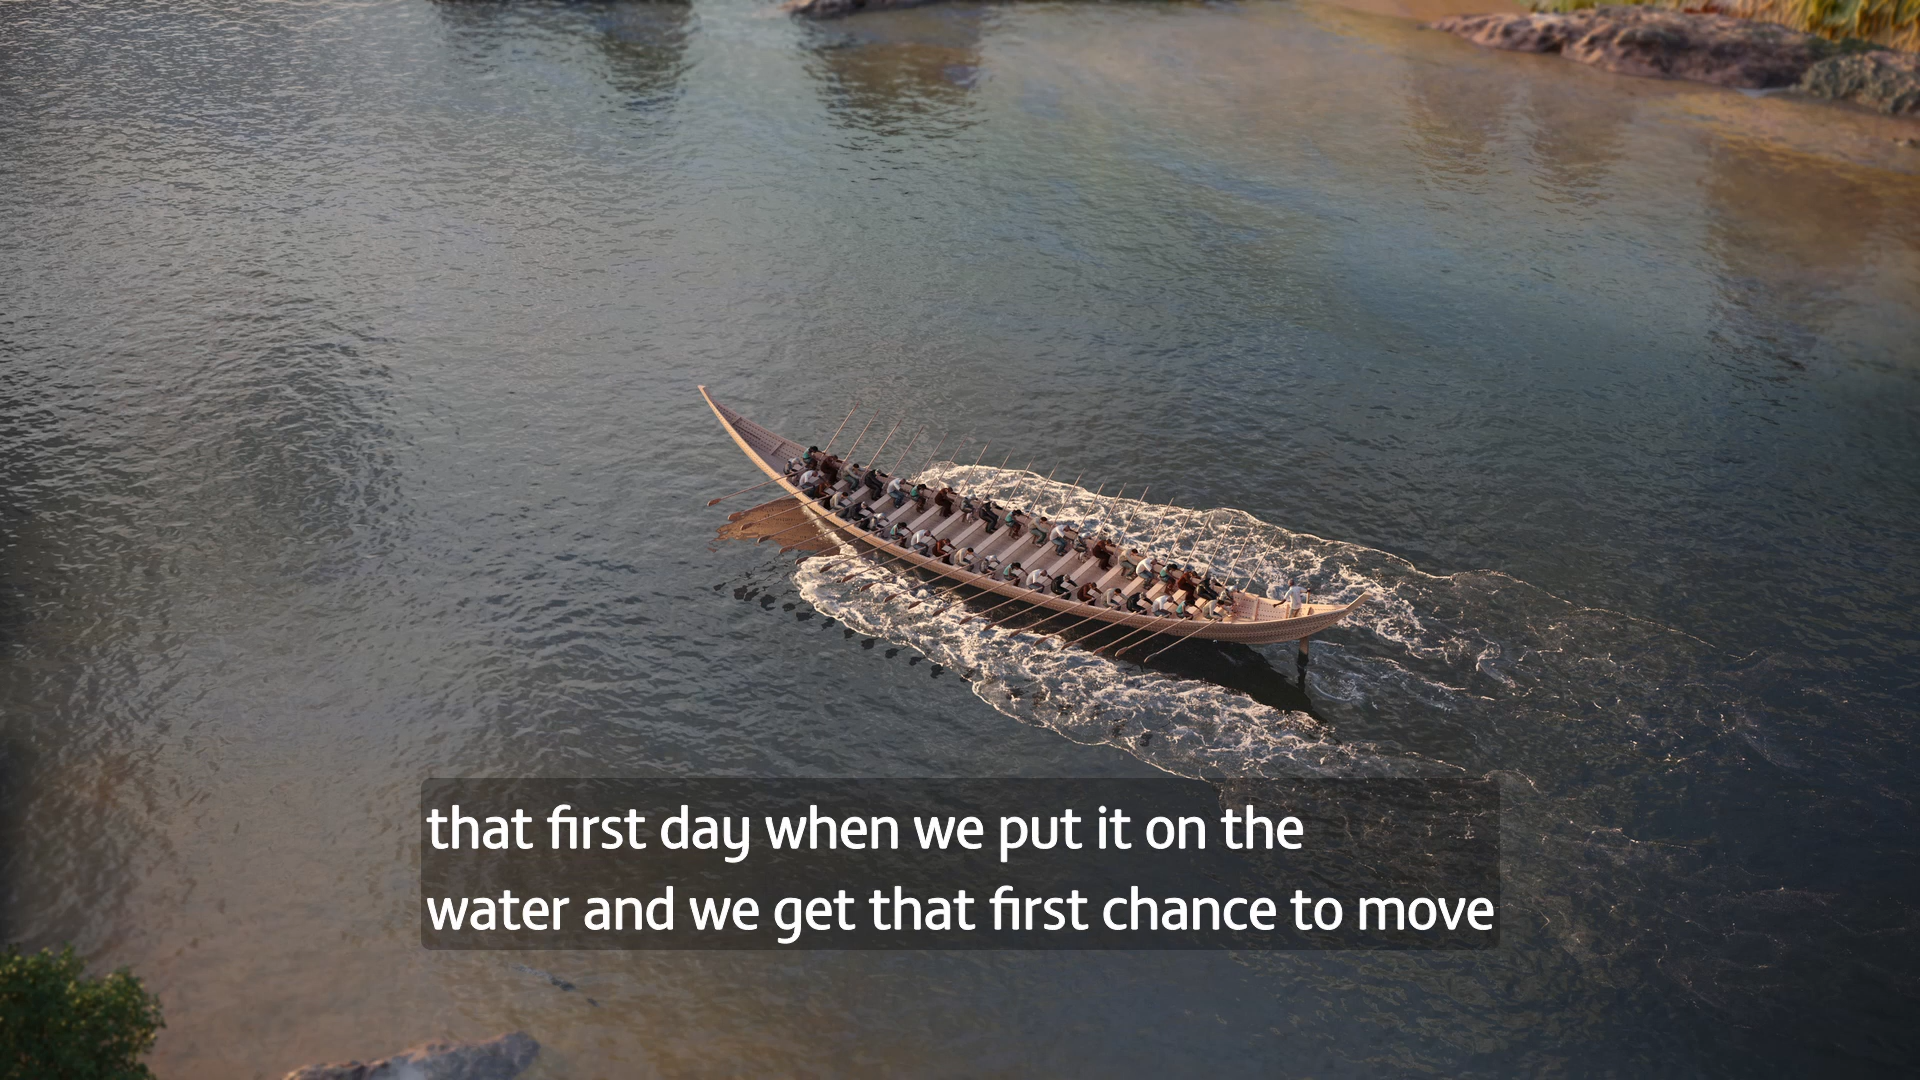 that first day when we put it on the
water and we get that first chance to move